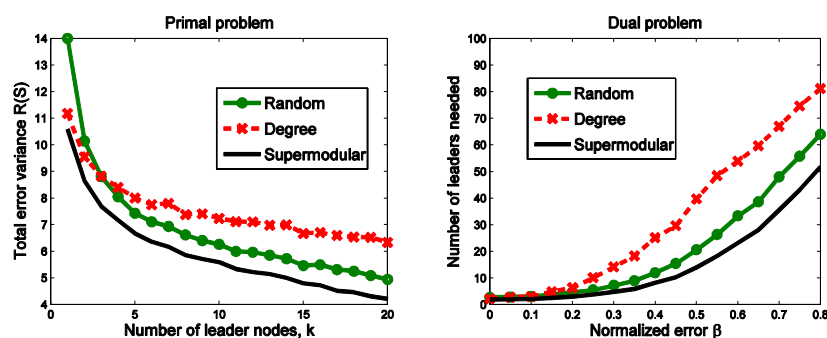 Primal problem
Total error variance R(S)
14
13
12
11
10
9
8
7
6
5
4
0 5 10 15 20
Number of leader nodes, k
Random
Degree
Supermodular
Dual problem
Number of leaders needed
100
90
80
70
60
50
40
30
20
10
0
0 0.1 0.2 0.3 0.4 0.5 0.6 0.7 0.8
Normalized error β
Random
Degree
Supermodular